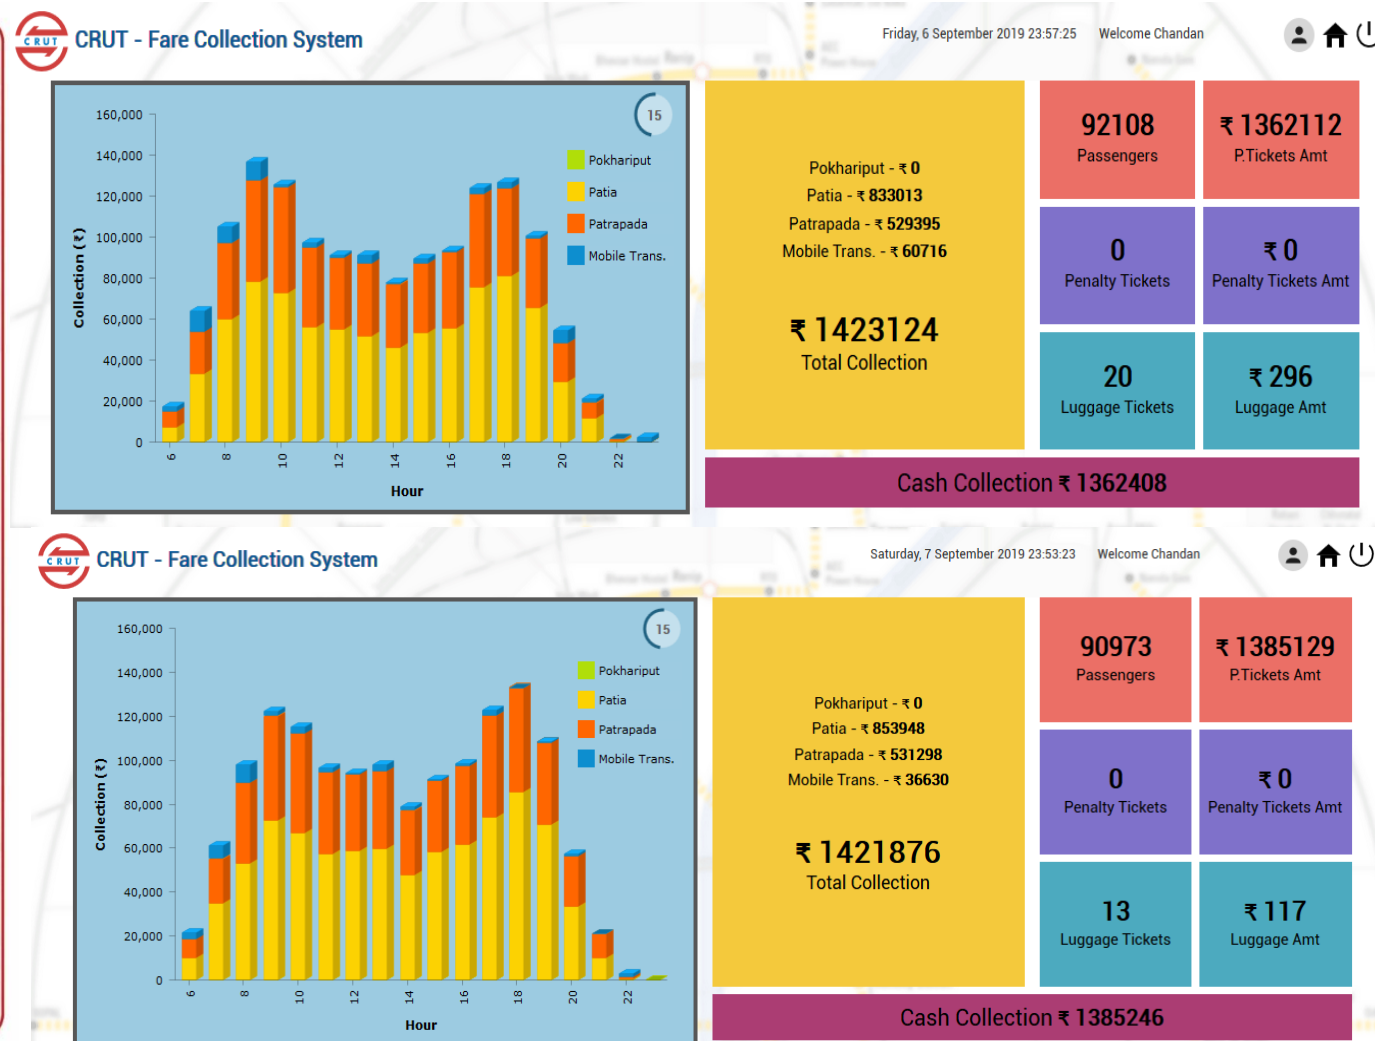 CRUT
CRUT - Fare Collection System
Friday, 6 September 2019 23:57:25
Welcome Chandan
160,000
140,000
120,000
100,000
80,000
60,000
40,000
20,000
0
Collection (₹)
6
8
10
12
14
16
18
20
22
Hour
15
Pokhariput
Patia
Patrapada
Mobile Trans.
Pokhariput - ₹ 0
Patia - ₹ 833013
Patrapada - ₹ 529395
Mobile Trans. - ₹ 60716
₹ 1423124
Total Collection
92108
Passengers
₹ 1362112
P.Tickets Amt
0
Penalty Tickets
₹ 0
Penalty Tickets Amt
20
Luggage Tickets
₹ 296
Luggage Amt
Cash Collection ₹ 1362408
CRUT
CRUT - Fare Collection System
Saturday, 7 September 2019 23:53:23
Welcome Chandan
160,000
140,000
120,000
100,000
80,000
60,000
40,000
20,000
0
Collection (₹)
6
8
10
12
14
16
18
20
22
Hour
15
Pokhariput
Patia
Patrapada
Mobile Trans.
Pokhariput - ₹ 0
Patia - ₹ 853948
Patrapada - ₹ 531298
Mobile Trans. - ₹ 36630
₹ 1421876
Total Collection
90973
Passengers
₹ 1385129
P.Tickets Amt
0
Penalty Tickets
₹ 0
Penalty Tickets Amt
13
Luggage Tickets
₹ 117
Luggage Amt
Cash Collection ₹ 1385246